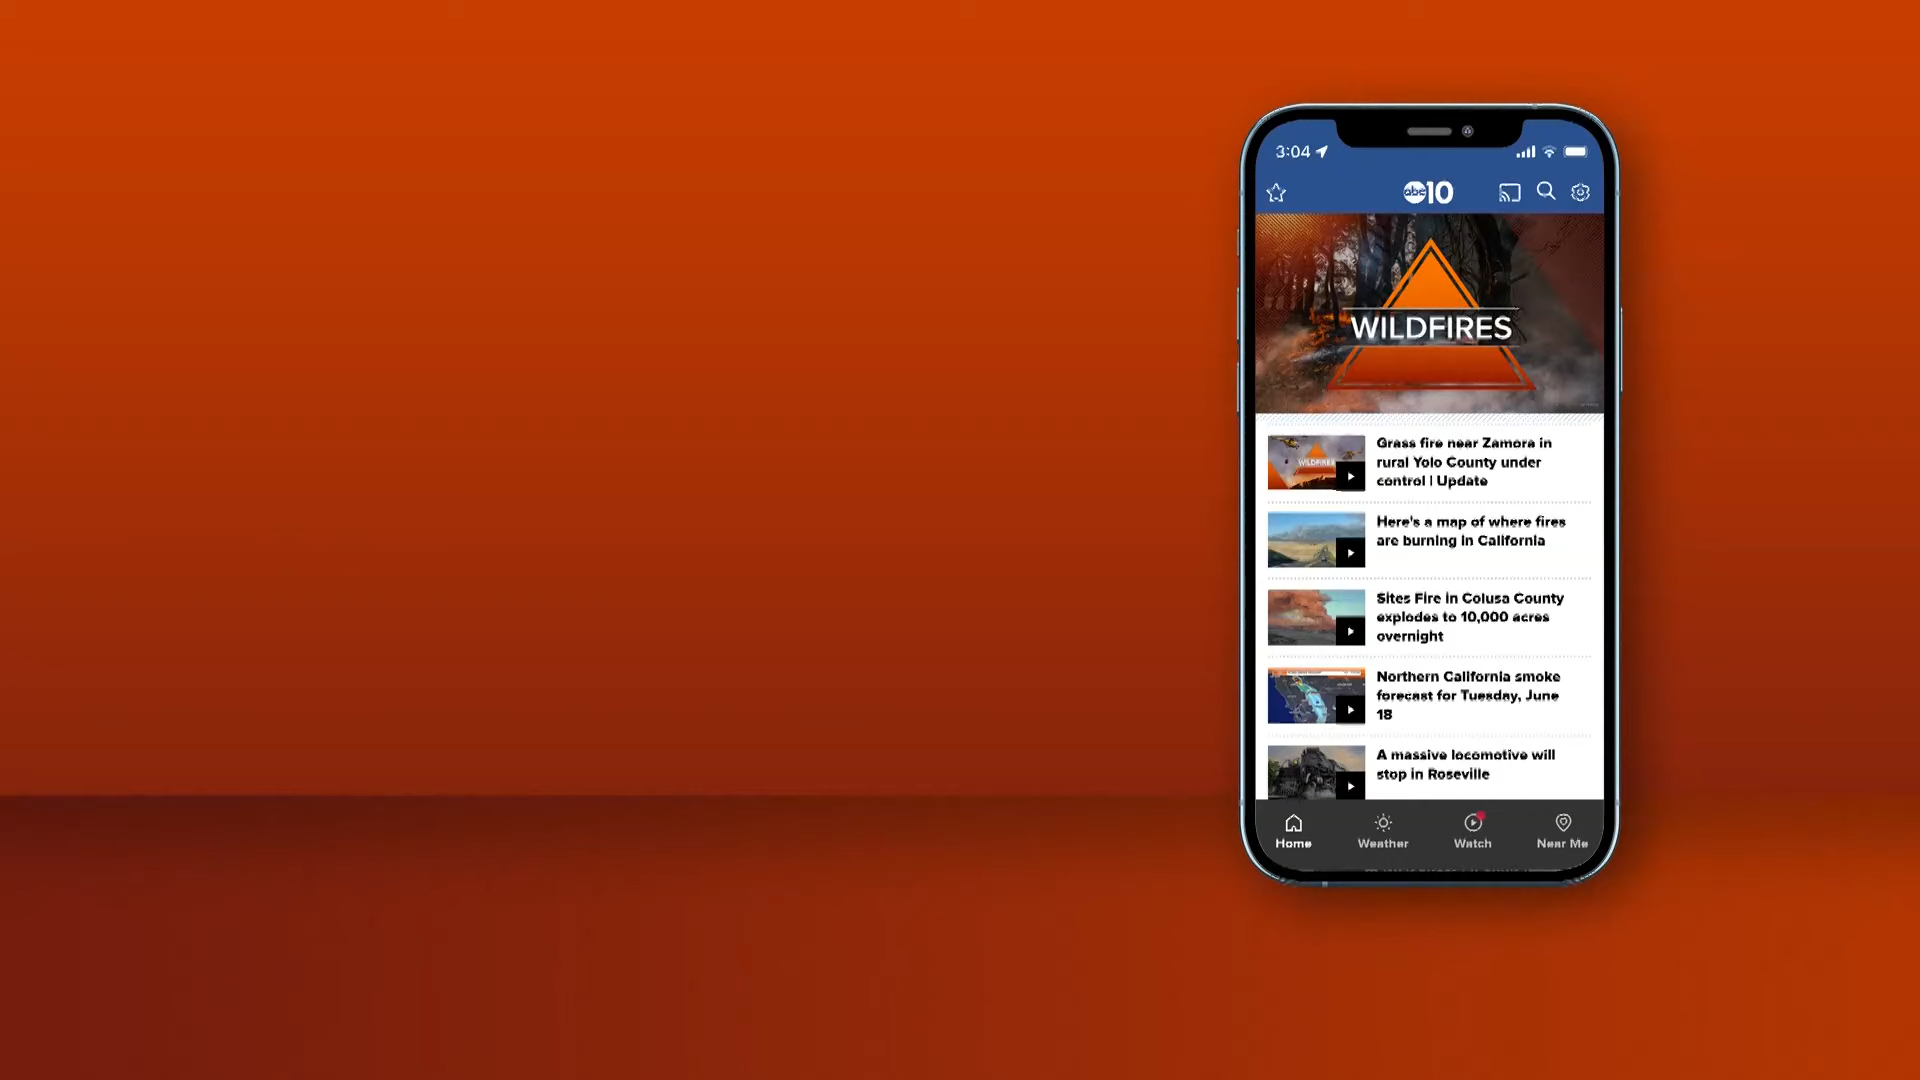 3:04
abc10
WILDFIRES
WILDFIRES
Grass fire near Zamora in
rural Yolo County under
control | Update
Here's a map of where fires
are burning in California
Sites Fire in Colusa County
explodes to 10,000 acres
overnight
Northern California smoke
forecast for Tuesday, June
18
A massive locomotive will
stop in Roseville
Home
Weather
Watch
Near Me